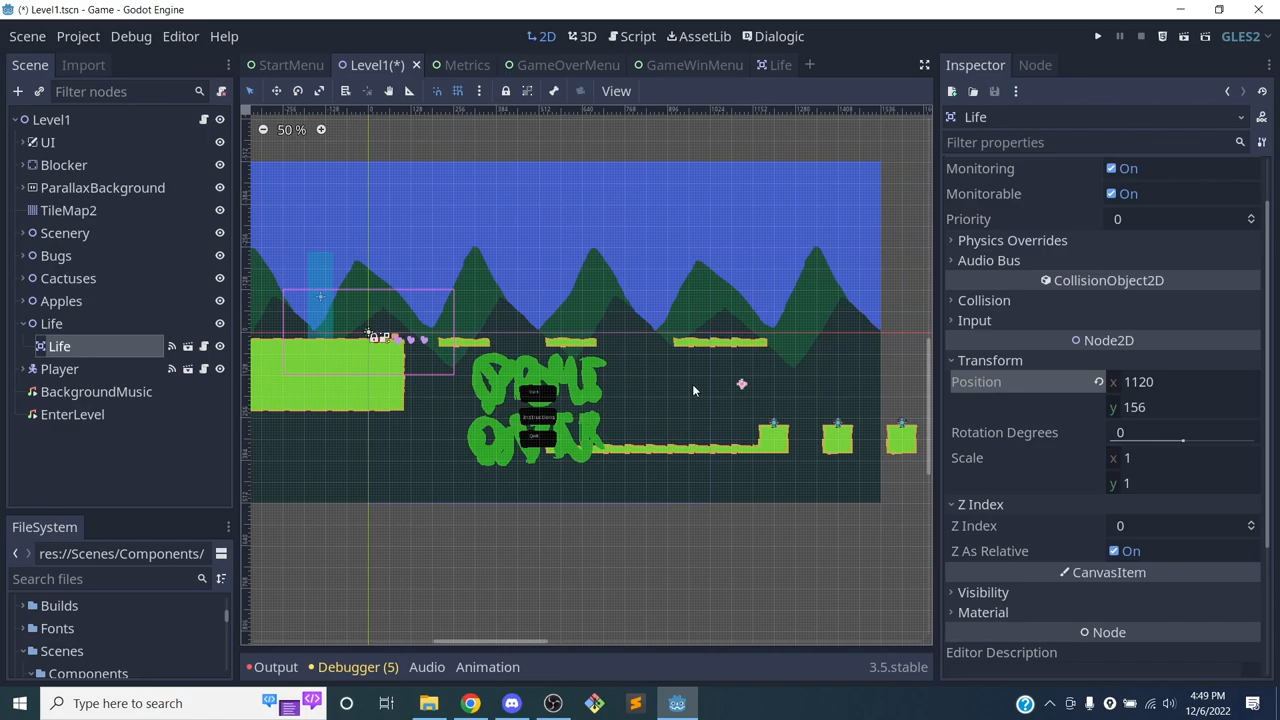 (*) Level1.tscn - Game - Godot Engine
Scene Project Debug Editor Help
2D 3D Script AssetLib Dialogic
GLES2
Scene Import
StartMenu Level1(*) Metrics GameOverMenu GameWinMenu Life
Inspector Node
Filter nodes
View
Level1
Life
50 %
UI
Filter properties
Blocker
Monitoring On
ParallaxBackground
Monitorable On
TileMap2
Priority 0
Scenery
Physics Overrides
Bugs
Audio Bus
Cactuses
CollisionObject2D
Apples
Collision
Life
Input
Life
Node2D
Player
Transform
BackgroundMusic
Position x 1120
EnterLevel
y 156
GAME
OVER
Instructions
Quit
Rotation Degrees 0
Scale x 1
y 1
Z Index
FileSystem
Z Index 0
res://Scenes/Components/
Z As Relative On
Search files
CanvasItem
Builds
Visibility
Fonts
Material
Scenes
Node
Components
Editor Description
Output Debugger (5) Audio Animation
3.5.stable
Type here to search
4:49 PM
12/6/2022